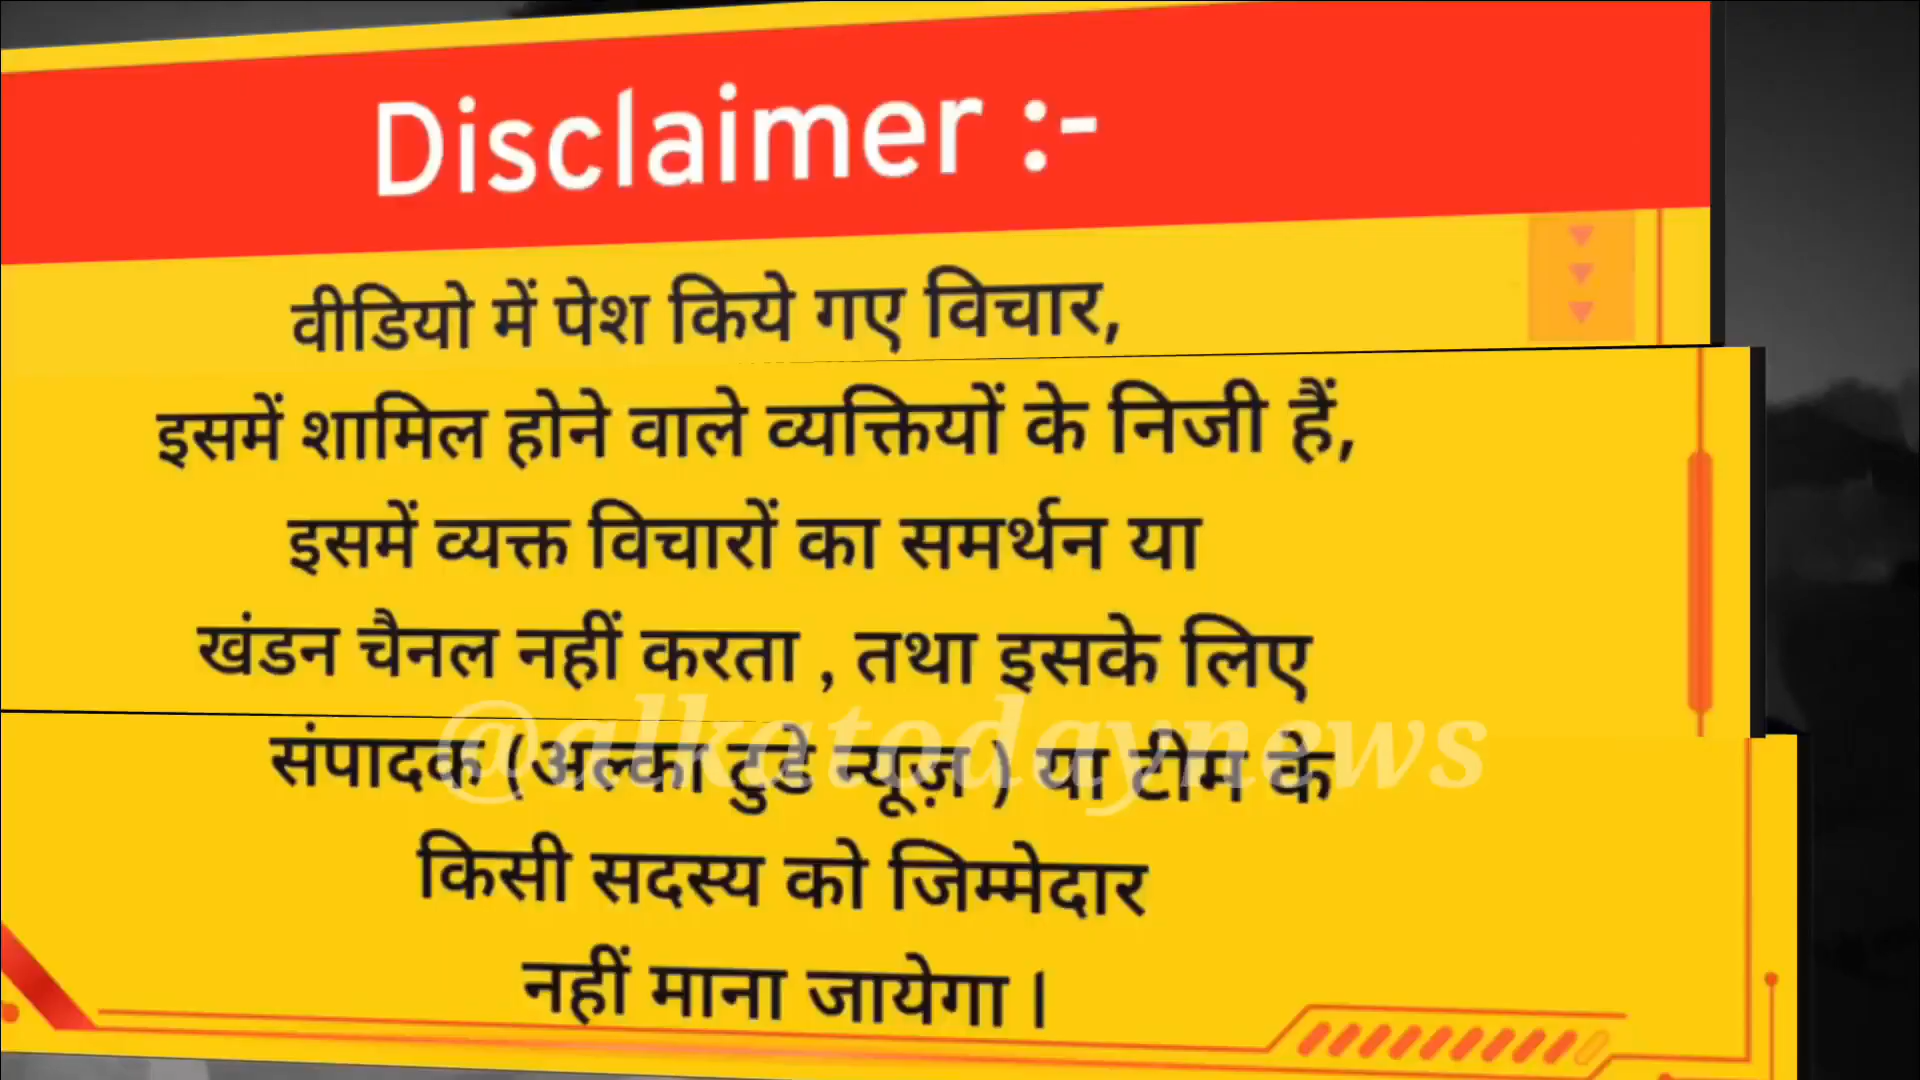 Disclaimer :-
वीडियो में पेश किये गए विचार,
इसमें शामिल होने वाले व्यक्तियों के निजी हैं,
इसमें व्यक्त विचारों का समर्थन या
खंडन चैनल नहीं करता , तथा इसके लिए
संपादक (अल्का टुडे न्यूज़ ) या टीम के
@alkatodaynews
किसी सदस्य को जिम्मेदार
नहीं माना जायेगा ।